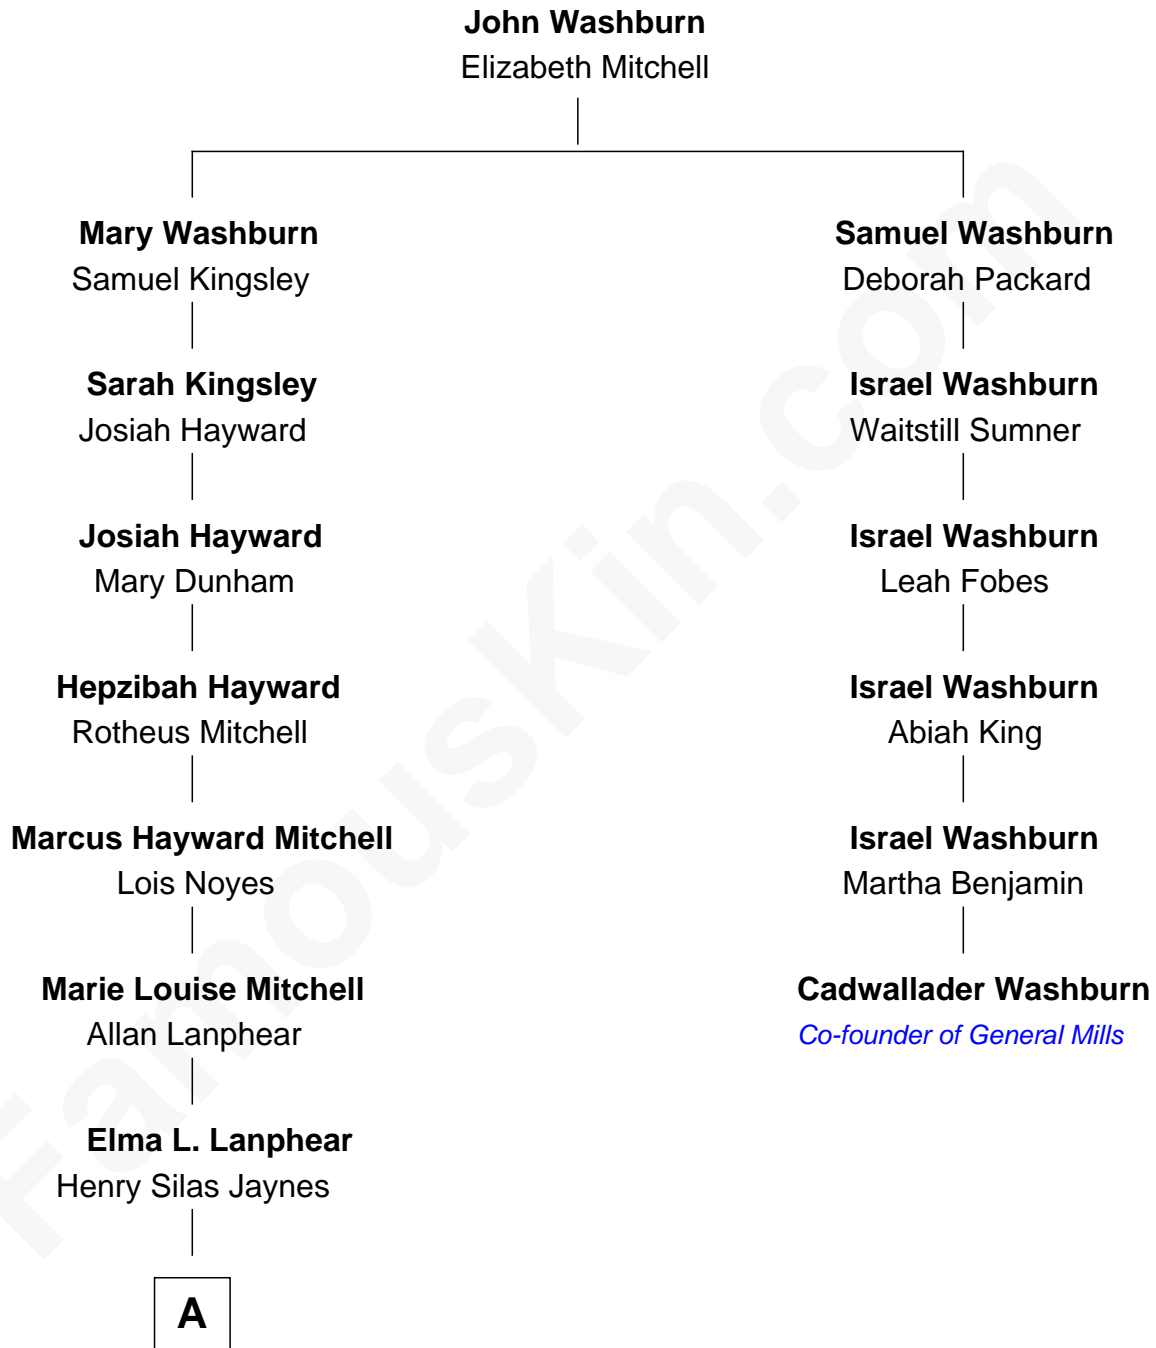 John Washburn
Elizabeth Mitchell
Mary Washburn
Samuel Kingsley
Samuel Washburn
Deborah Packard
Sarah Kingsley
Josiah Hayward
Israel Washburn
Waitstill Sumner
Josiah Hayward
Mary Dunham
Israel Washburn
Leah Fobes
Hepzibah Hayward
Rotheus Mitchell
Israel Washburn
Abiah King
Marcus Hayward Mitchell
Lois Noyes
Israel Washburn
Martha Benjamin
Marie Louise Mitchell
Allan Lanphear
Cadwallader Washburn
Co-founder of General Mills
Elma L. Lanphear
Henry Silas Jaynes
A
FamousKin.com